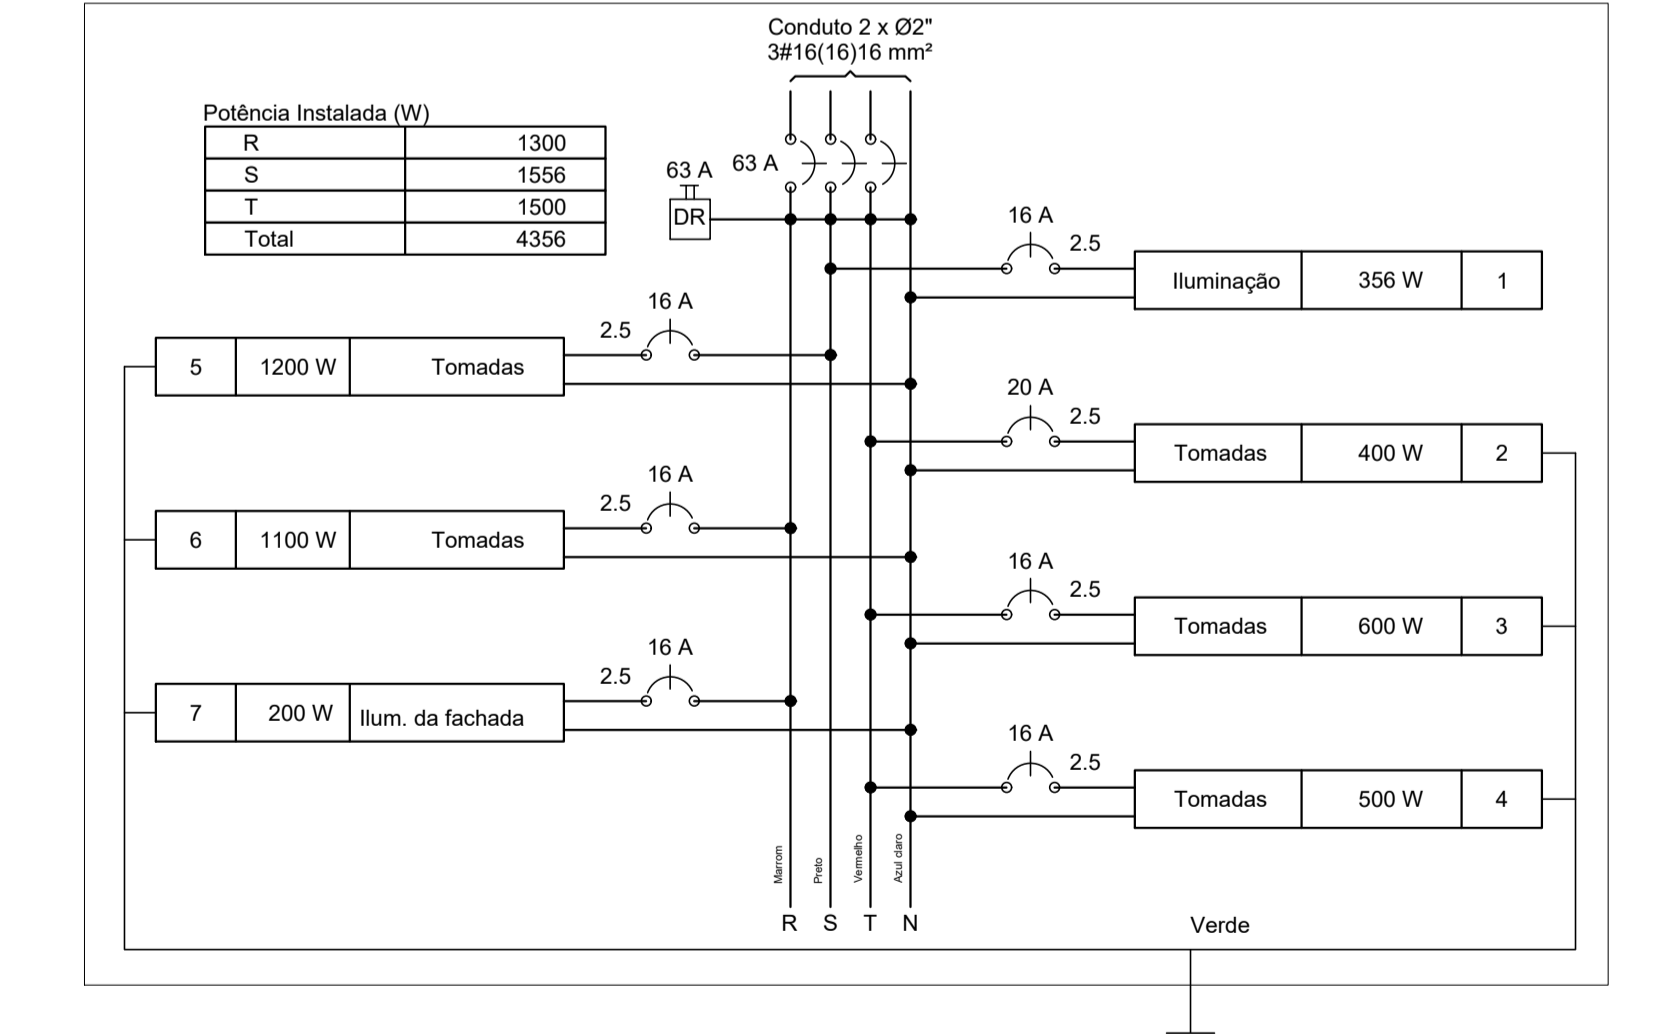 Conduto 2 x Ø2"
3#16(16)16 mm²
Potência Instalada (W)
R 1300
S 1556
T 1500
Total 4356
63 A
63 A
DR
16 A
2.5
Iluminação 356 W 1
16 A
2.5
5 1200 W Tomadas
20 A
2.5
Tomadas 400 W 2
16 A
2.5
6 1100 W Tomadas
16 A
2.5
Tomadas 600 W 3
16 A
2.5
7 200 W Ilum. da fachada
16 A
2.5
Tomadas 500 W 4
Marrom
Preto
Vermelho
Azul claro
R S T N
Verde